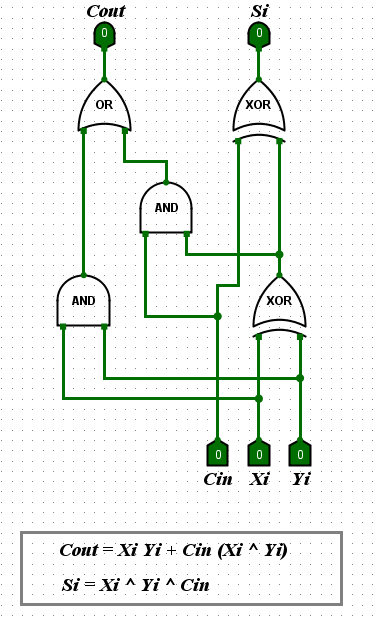 Cout Si
0 0
OR XOR
AND
AND XOR
0 0 0
Cin Xi Yi
Cout = Xi Yi + Cin (Xi ^ Yi)
Si = Xi ^ Yi ^ Cin